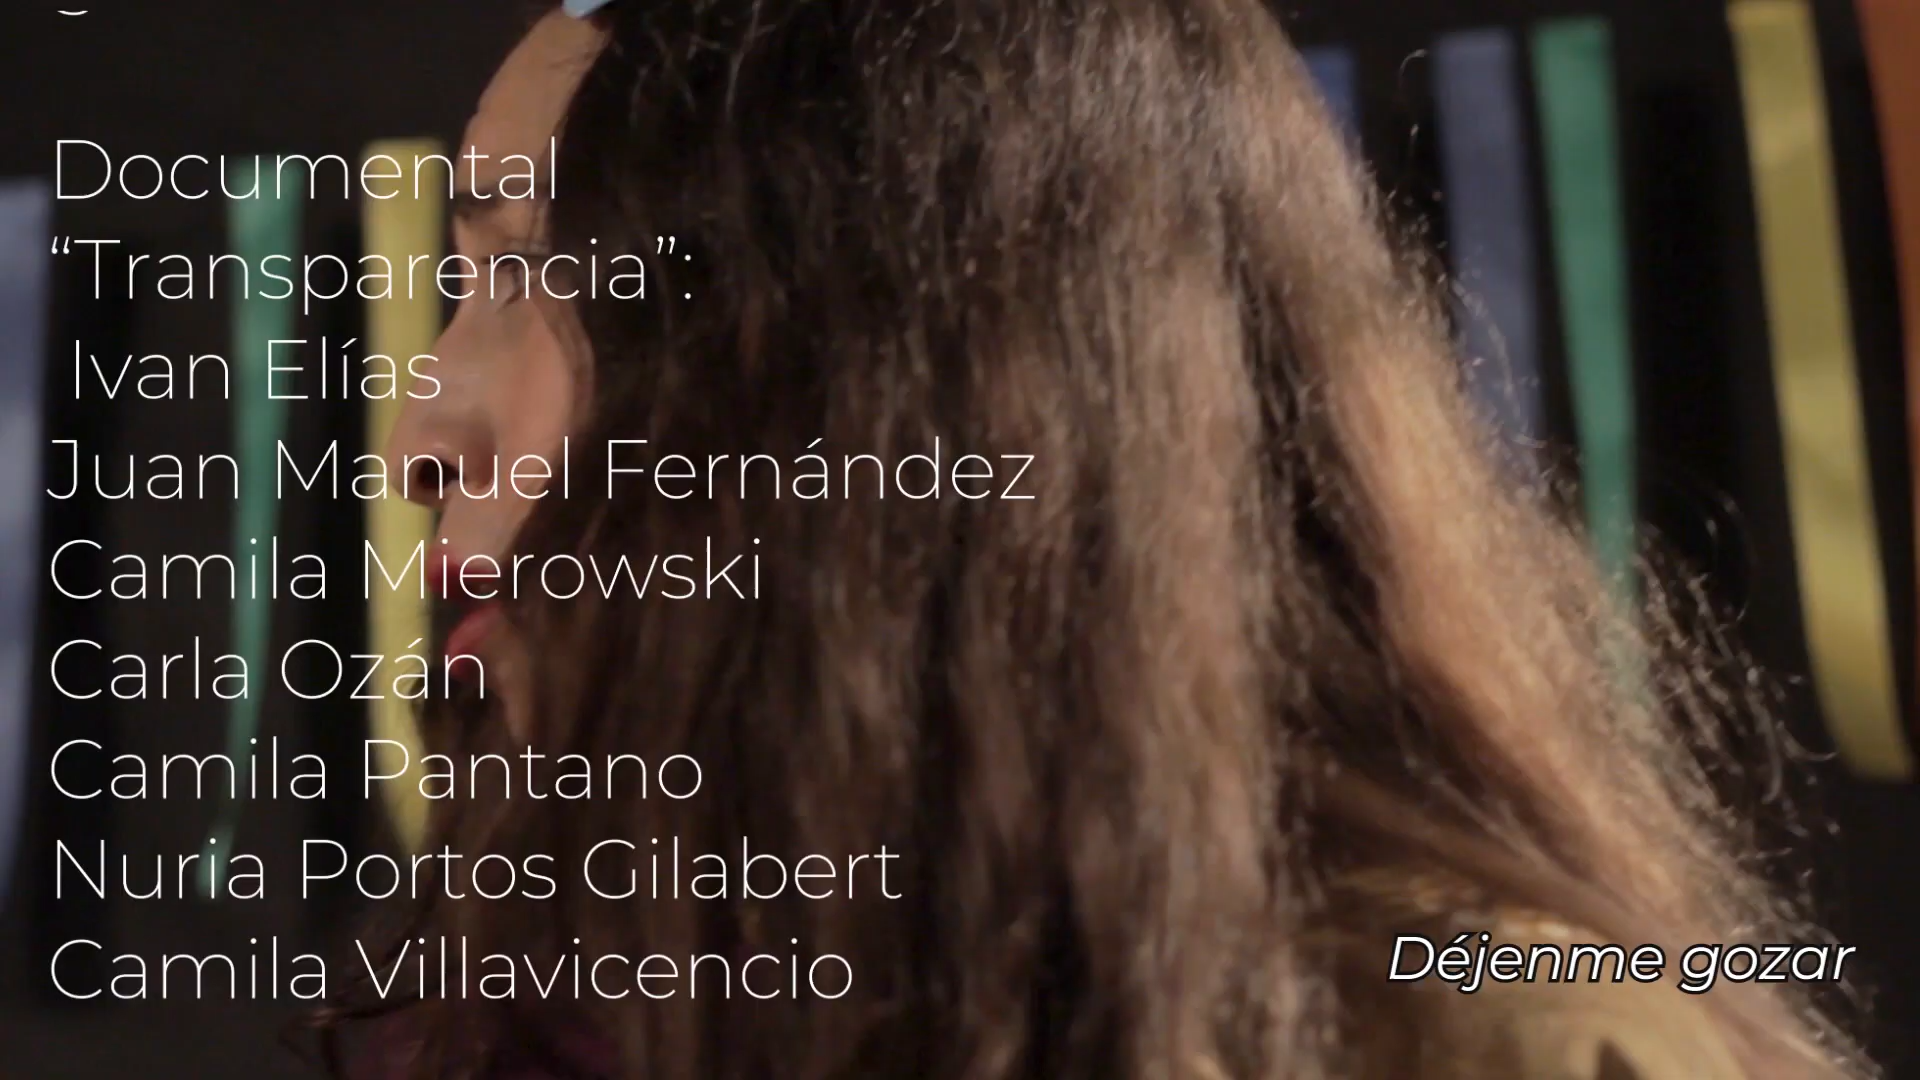 Documental
“Transparencia”:
Ivan Elías
Juan Manuel Fernández
Camila Mierowski
Carla Ozán
Camila Pantano
Nuria Portos Gilabert
Camila Villavicencio
Déjenme gozar